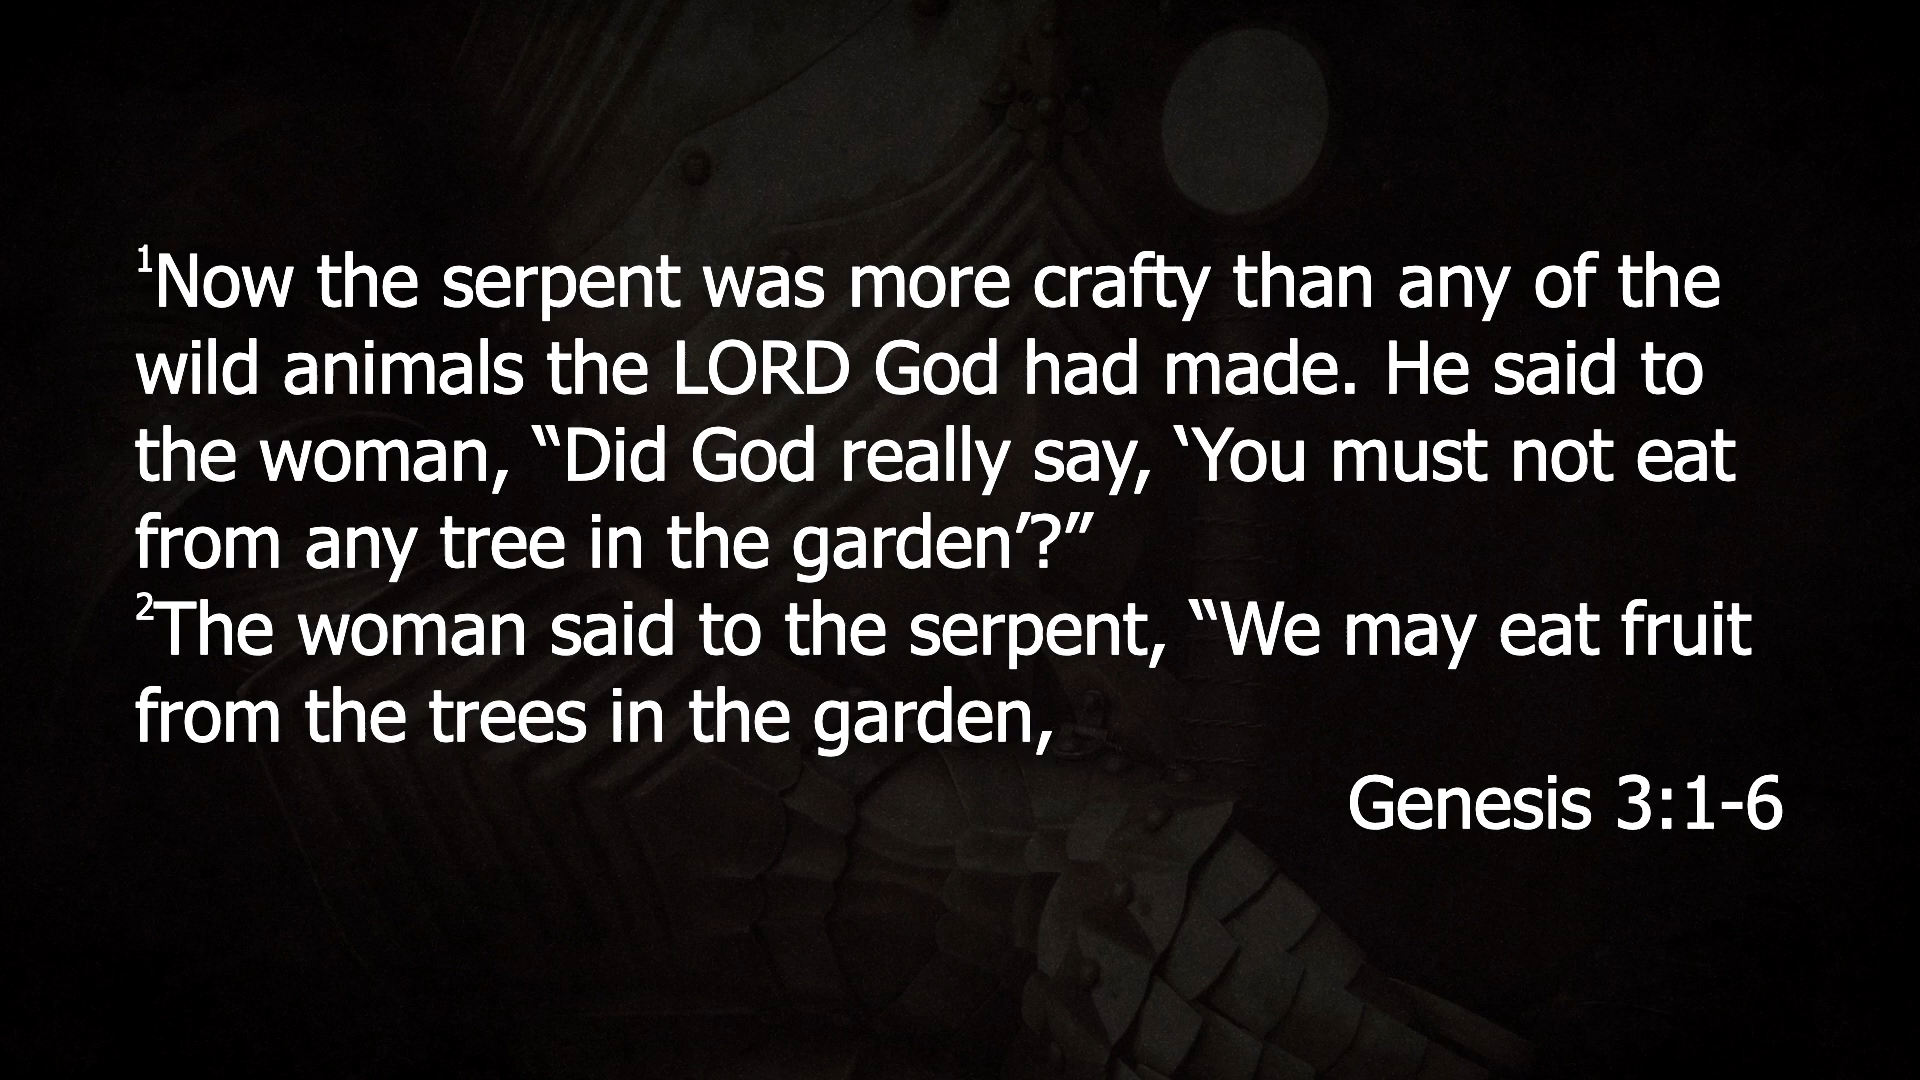 ¹Now the serpent was more crafty than any of the
wild animals the LORD God had made. He said to
the woman, “Did God really say, ‘You must not eat
from any tree in the garden’?”
²The woman said to the serpent, “We may eat fruit
from the trees in the garden,
Genesis 3:1-6